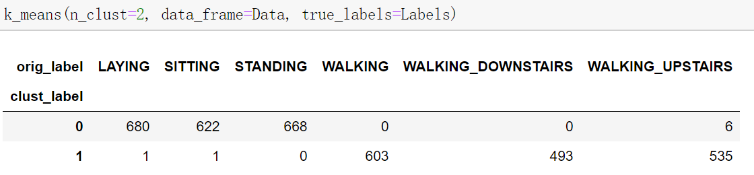 k_means(n_clust=2, data_frame=Data, true_labels=Labels)
orig_label LAYING SITTING STANDING WALKING WALKING_DOWNSTAIRS WALKING_UPSTAIRS
clust_label
0 680 622 668 0 0 6
1 1 1 0 603 493 535